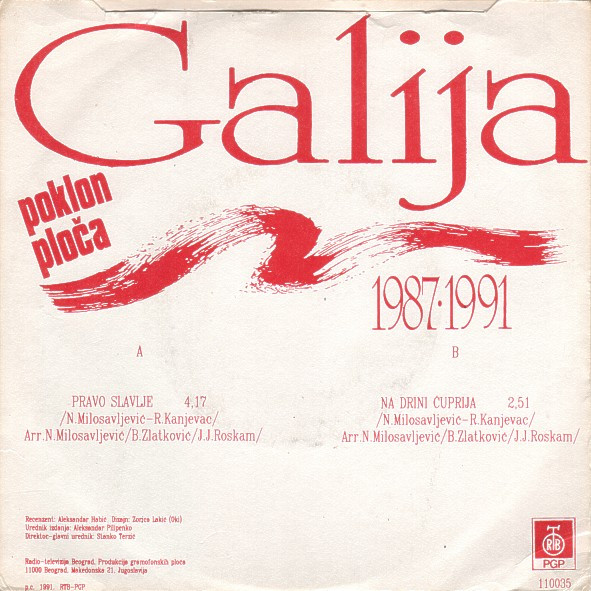 Galija
poklon
ploča
1987·1991
A
PRAVO SLAVLJE 4,17
/N.Milosavljević-R.Kanjevac/
Arr.N.Milosavljević/B.Zlatković/J.J.Roskam/
B
NA DRINI ĆUPRIJA 2,51
/N.Milosavljević-R.Kanjevac/
Arr.N.Milosavljević/B.Zlatković/J.J.Roskam/
Recenzent: Aleksandar Habić, Dizajn: Zorica Lakić (Oki)
Urednik izdanja: Aleksandar Pilipenko
Direktor-glavni urednik: Stanko Terzić
Radio-televizija Beograd, Produkcija gramofonskih ploča
11000 Beograd, Makedonska 21, Jugoslavija
p.c. 1991. RTB-PGP
RTB
PGP
110035